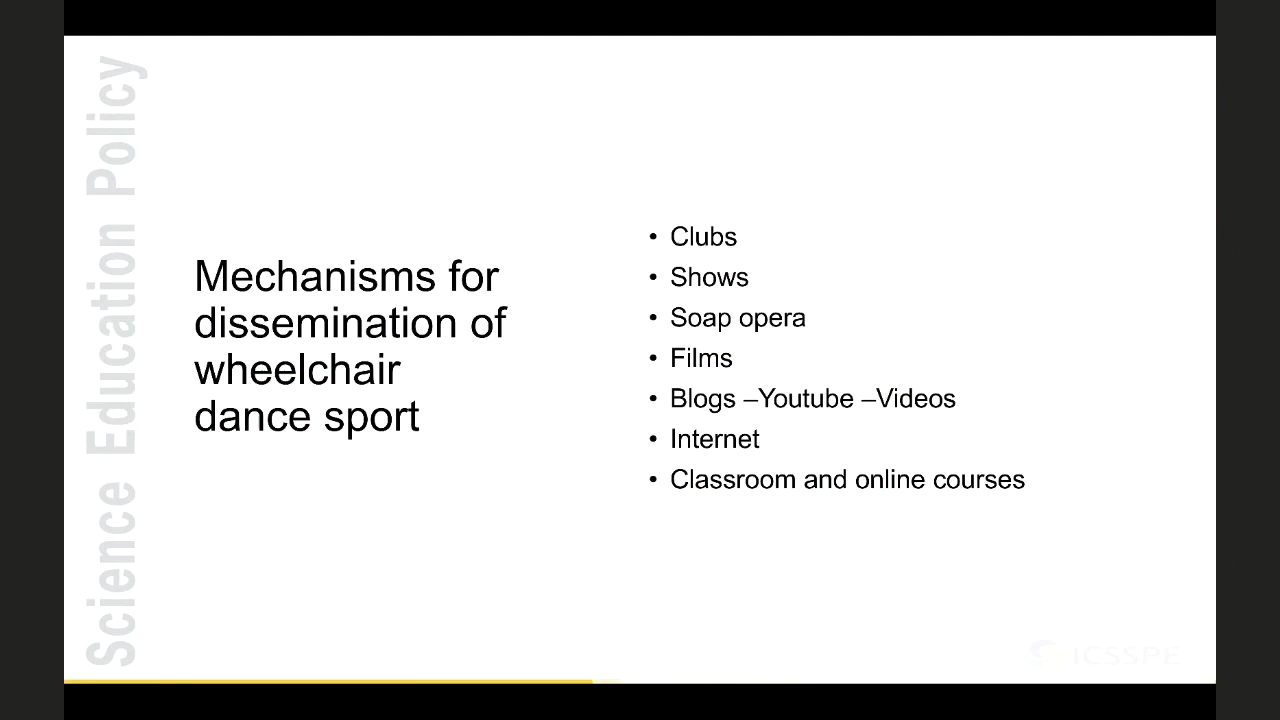 Science Education Policy
Mechanisms for
dissemination of
wheelchair
dance sport
• Clubs
• Shows
• Soap opera
• Films
• Blogs –Youtube –Videos
• Internet
• Classroom and online courses
ICSSPE